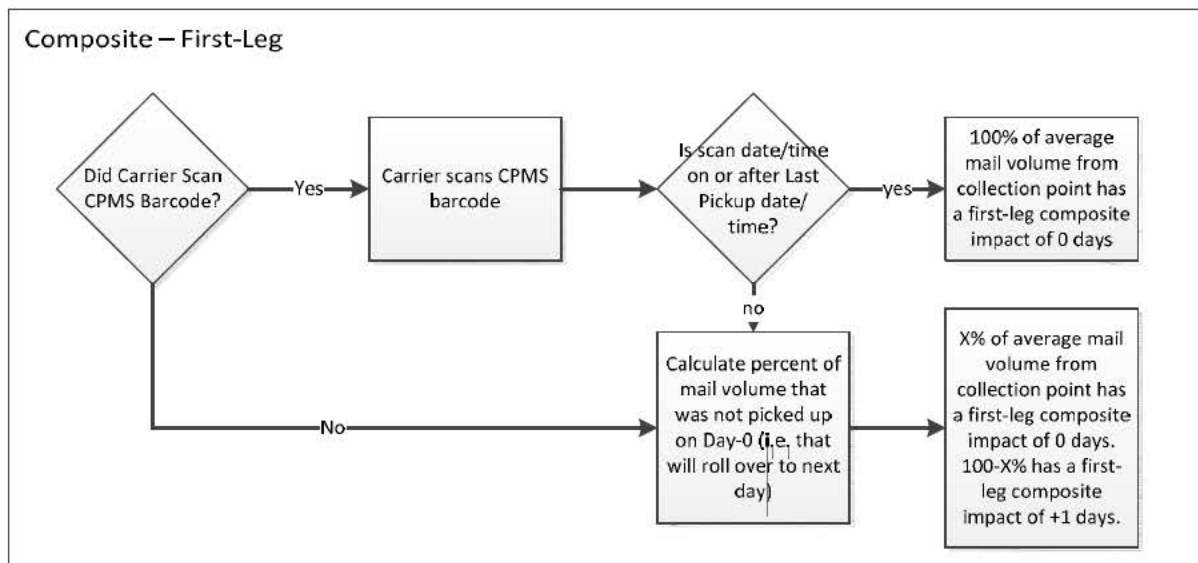 Composite – First-Leg
Did Carrier Scan
CPMS Barcode?
Yes
Carrier scans CPMS
barcode
Is scan date/time
on or after Last
Pickup date/
time?
yes
100% of average
mail volume from
collection point has
a first-leg composite
impact of 0 days
no
No
Calculate percent of
mail volume that
was not picked up
on Day-0 (i.e. that
will roll over to next
day)
X% of average mail
volume from
collection point has
a first-leg composite
impact of 0 days.
100-X% has a first-
leg composite
impact of +1 days.